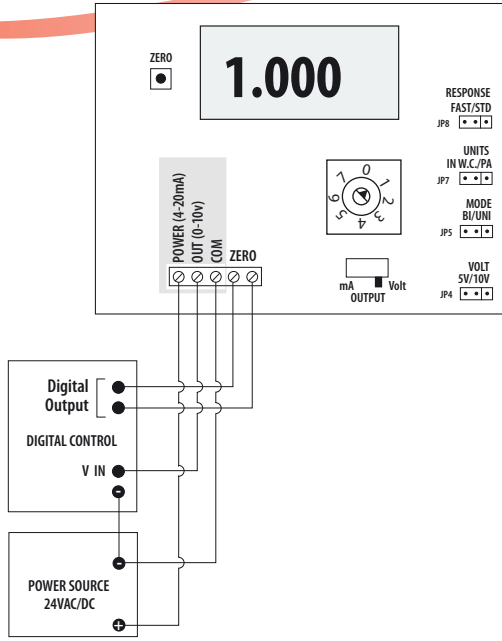 ZERO
1.000
RESPONSE
FAST/STD
JP8
UNITS
IN W.C./PA
JP7
MODE
BI/UNI
JP5
VOLT
5V/10V
JP4
0
1
2
3
4
5
6
7
POWER (4-20mA)
OUT (0-10v)
COM
ZERO
mA
Volt
OUTPUT
Digital
Output
DIGITAL CONTROL
V IN
-
-
POWER SOURCE
24VAC/DC
+